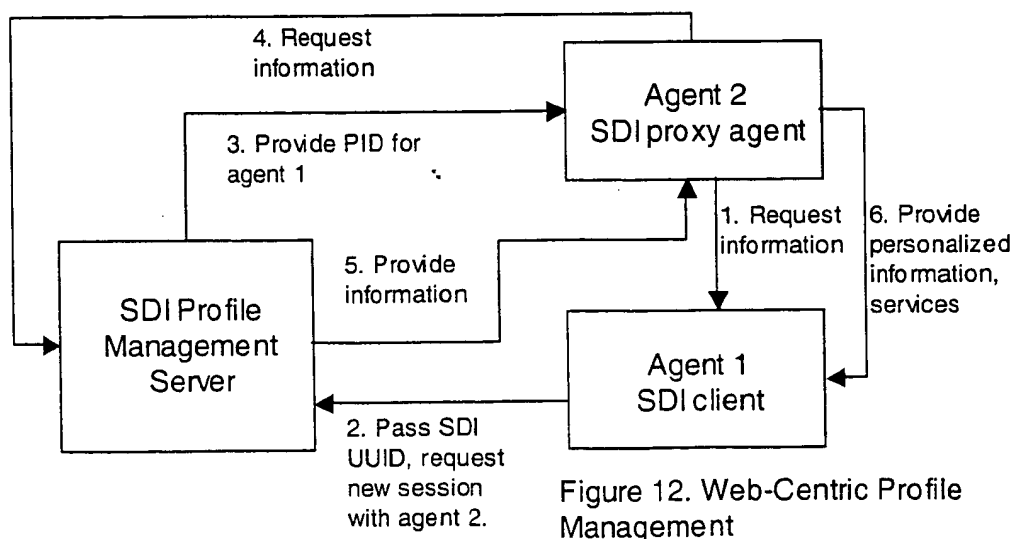 4. Request
information
Agent 2
SDI proxy agent
3. Provide PID for
agent 1
1. Request
information
6. Provide
personalized
information,
services
5. Provide
information
SDI Profile
Management
Server
Agent 1
SDI client
2. Pass SDI
UUID, request
new session
with agent 2.
Figure 12. Web-Centric Profile
Management